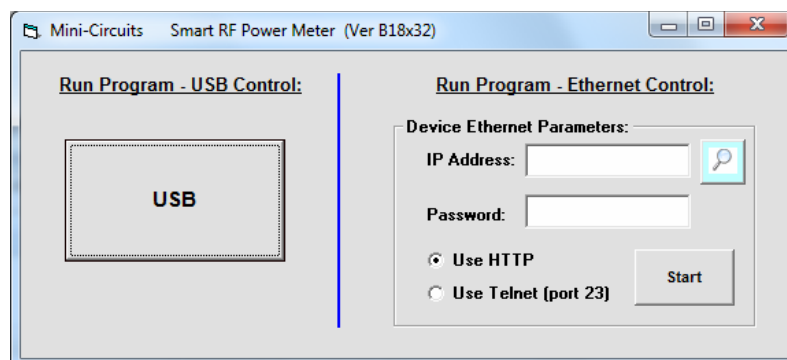 Mini-Circuits Smart RF Power Meter (Ver B18x32)
Run Program - USB Control:
USB
Run Program - Ethernet Control:
Device Ethernet Parameters:
IP Address:
Password:
Use HTTP
Use Telnet (port 23)
Start